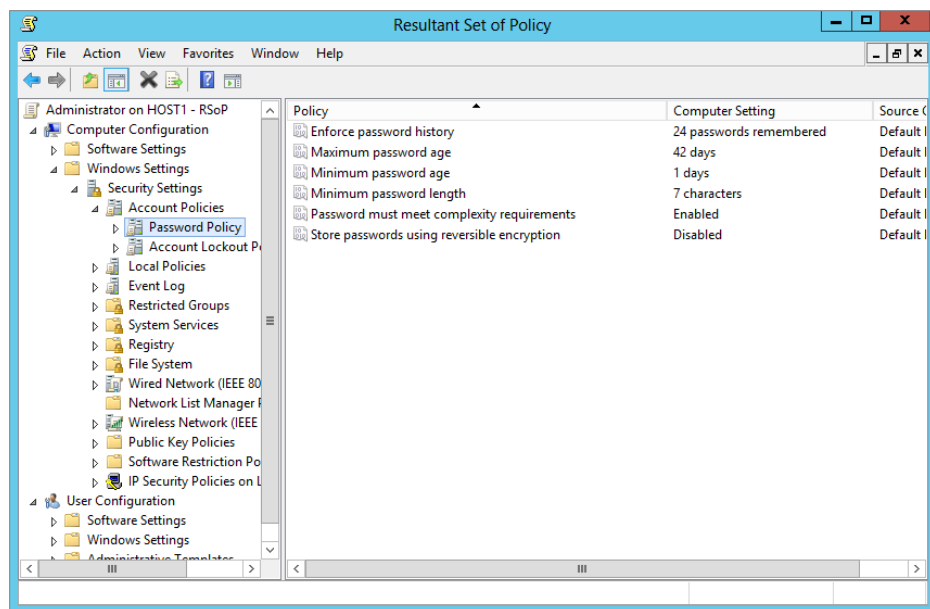 Resultant Set of Policy
File Action View Favorites Window Help
Administrator on HOST1 - RSoP
Computer Configuration
Software Settings
Windows Settings
Security Settings
Account Policies
Password Policy
Account Lockout P
Local Policies
Event Log
Restricted Groups
System Services
Registry
File System
Wired Network (IEEE 80
Network List Manager
Wireless Network (IEEE
Public Key Policies
Software Restriction Po
IP Security Policies on L
User Configuration
Software Settings
Windows Settings
Administrative Templates
Policy Computer Setting Source
Enforce password history 24 passwords remembered Default
Maximum password age 42 days Default
Minimum password age 1 days Default
Minimum password length 7 characters Default
Password must meet complexity requirements Enabled Default
Store passwords using reversible encryption Disabled Default